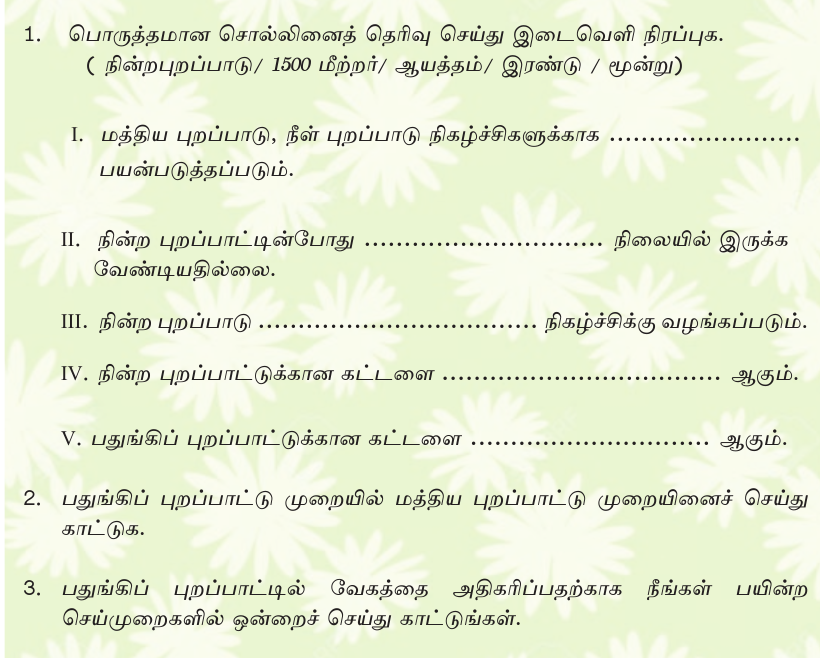 1. பொருத்தமான சொல்லினைத் தெரிவு செய்து இடைவெளி நிரப்புக.
( நின்றபுறப்பாடு/ 1500 மீற்றர்/ ஆயத்தம்/ இரண்டு / மூன்று)
I. மத்திய புறப்பாடு, நீள் புறப்பாடு நிகழ்ச்சிகளுக்காக ........................
பயன்படுத்தப்படும்.
II. நின்ற புறப்பாட்டின்போது .............................. நிலையில் இருக்க
வேண்டியதில்லை.
III. நின்ற புறப்பாடு ................................... நிகழ்ச்சிக்கு வழங்கப்படும்.
IV. நின்ற புறப்பாட்டுக்கான கட்டளை ................................... ஆகும்.
V. பதுங்கிப் புறப்பாட்டுக்கான கட்டளை .............................. ஆகும்.
2. பதுங்கிப் புறப்பாட்டு முறையில் மத்திய புறப்பாட்டு முறையினைச் செய்து
காட்டுக.
3. பதுங்கிப் புறப்பாட்டில் வேகத்தை அதிகரிப்பதற்காக நீங்கள் பயின்ற
செய்முறைகளில் ஒன்றைச் செய்து காட்டுங்கள்.